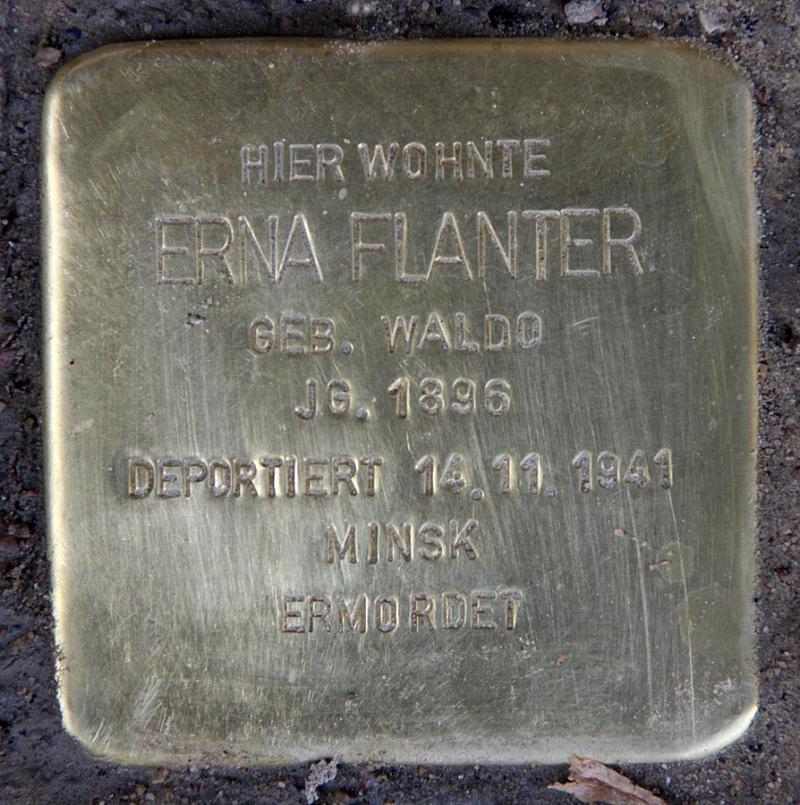 HIER WOHNTE
ERNA FLANTER
GEB. WALDO
JG. 1896
DEPORTIERT 14.11.1941
MINSK
ERMORDET